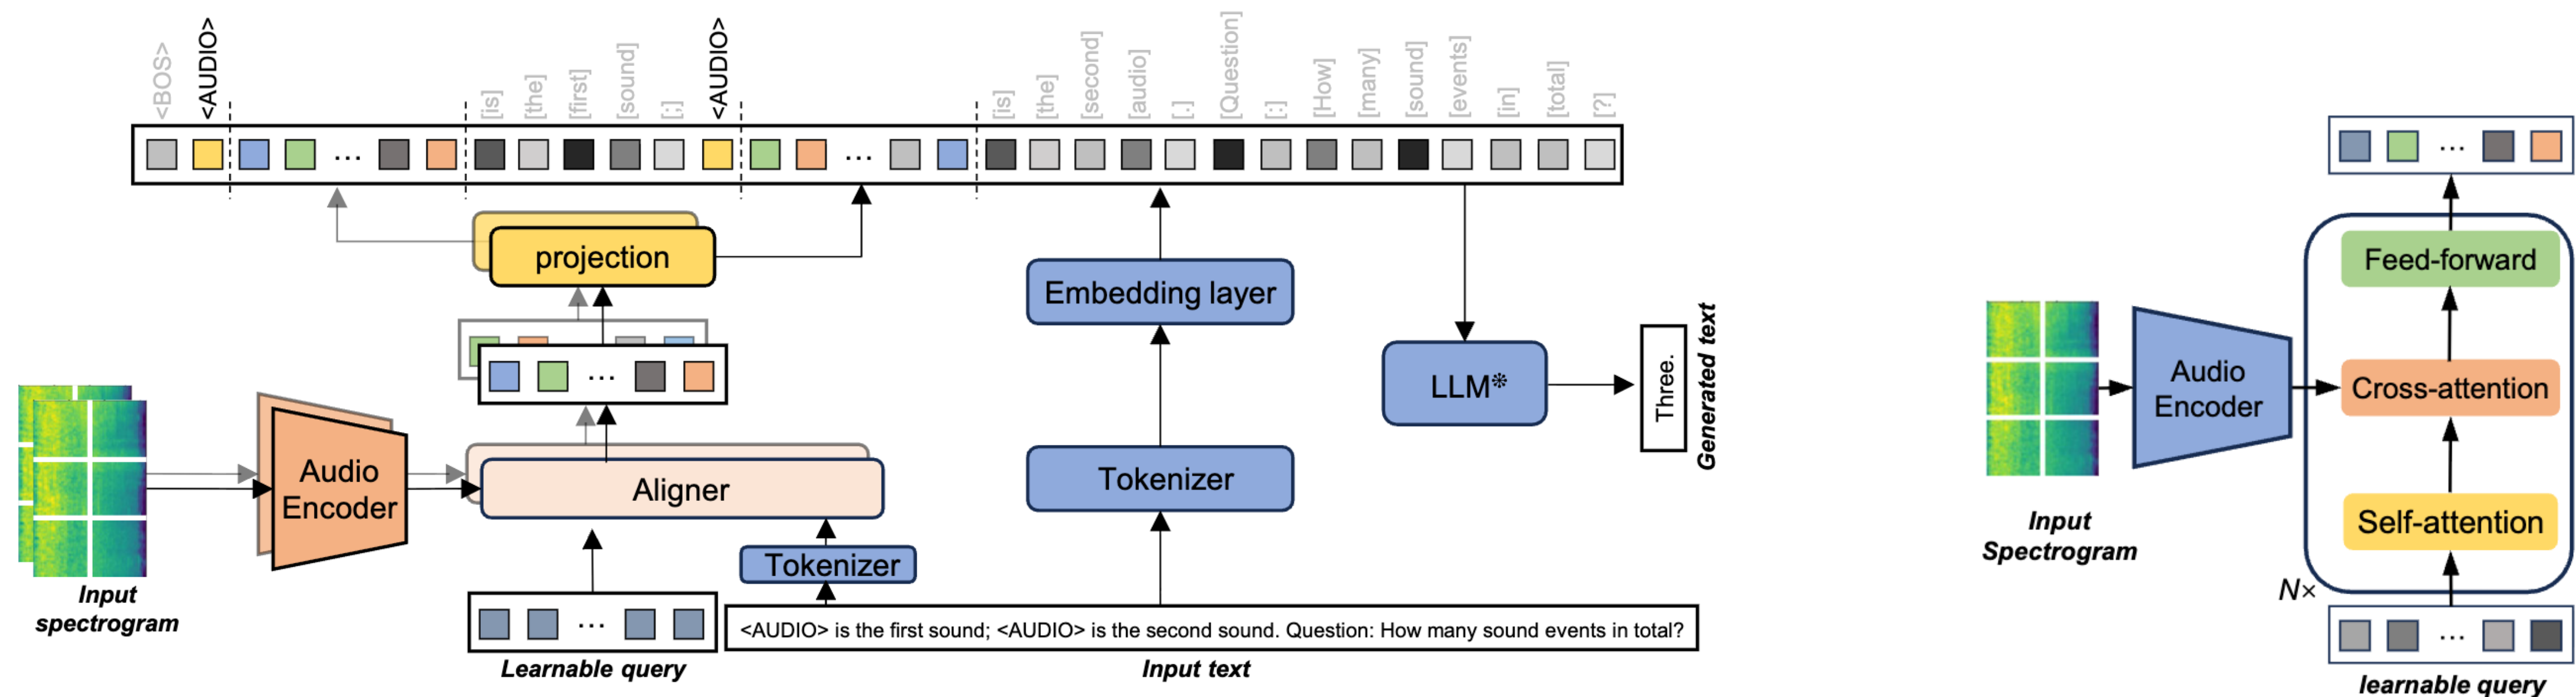 <BOS>
<AUDIO>
[is]
[the]
[first]
[sound]
[;]
<AUDIO>
[is]
[the]
[second]
[audio]
[.]
[Question]
[:]
[How]
[many]
[sound]
[events]
[in]
[total]
[?]
...
...
projection
...
Audio
Encoder
Aligner
Input
spectrogram
...
Learnable query
Tokenizer
Embedding layer
Tokenizer
<AUDIO> is the first sound; <AUDIO> is the second sound. Question: How many sound events in total?
Input text
LLM❄
Three.
Generated text
...
Feed-forward
Cross-attention
Self-attention
Audio
Encoder
Input
Spectrogram
N×
...
learnable query